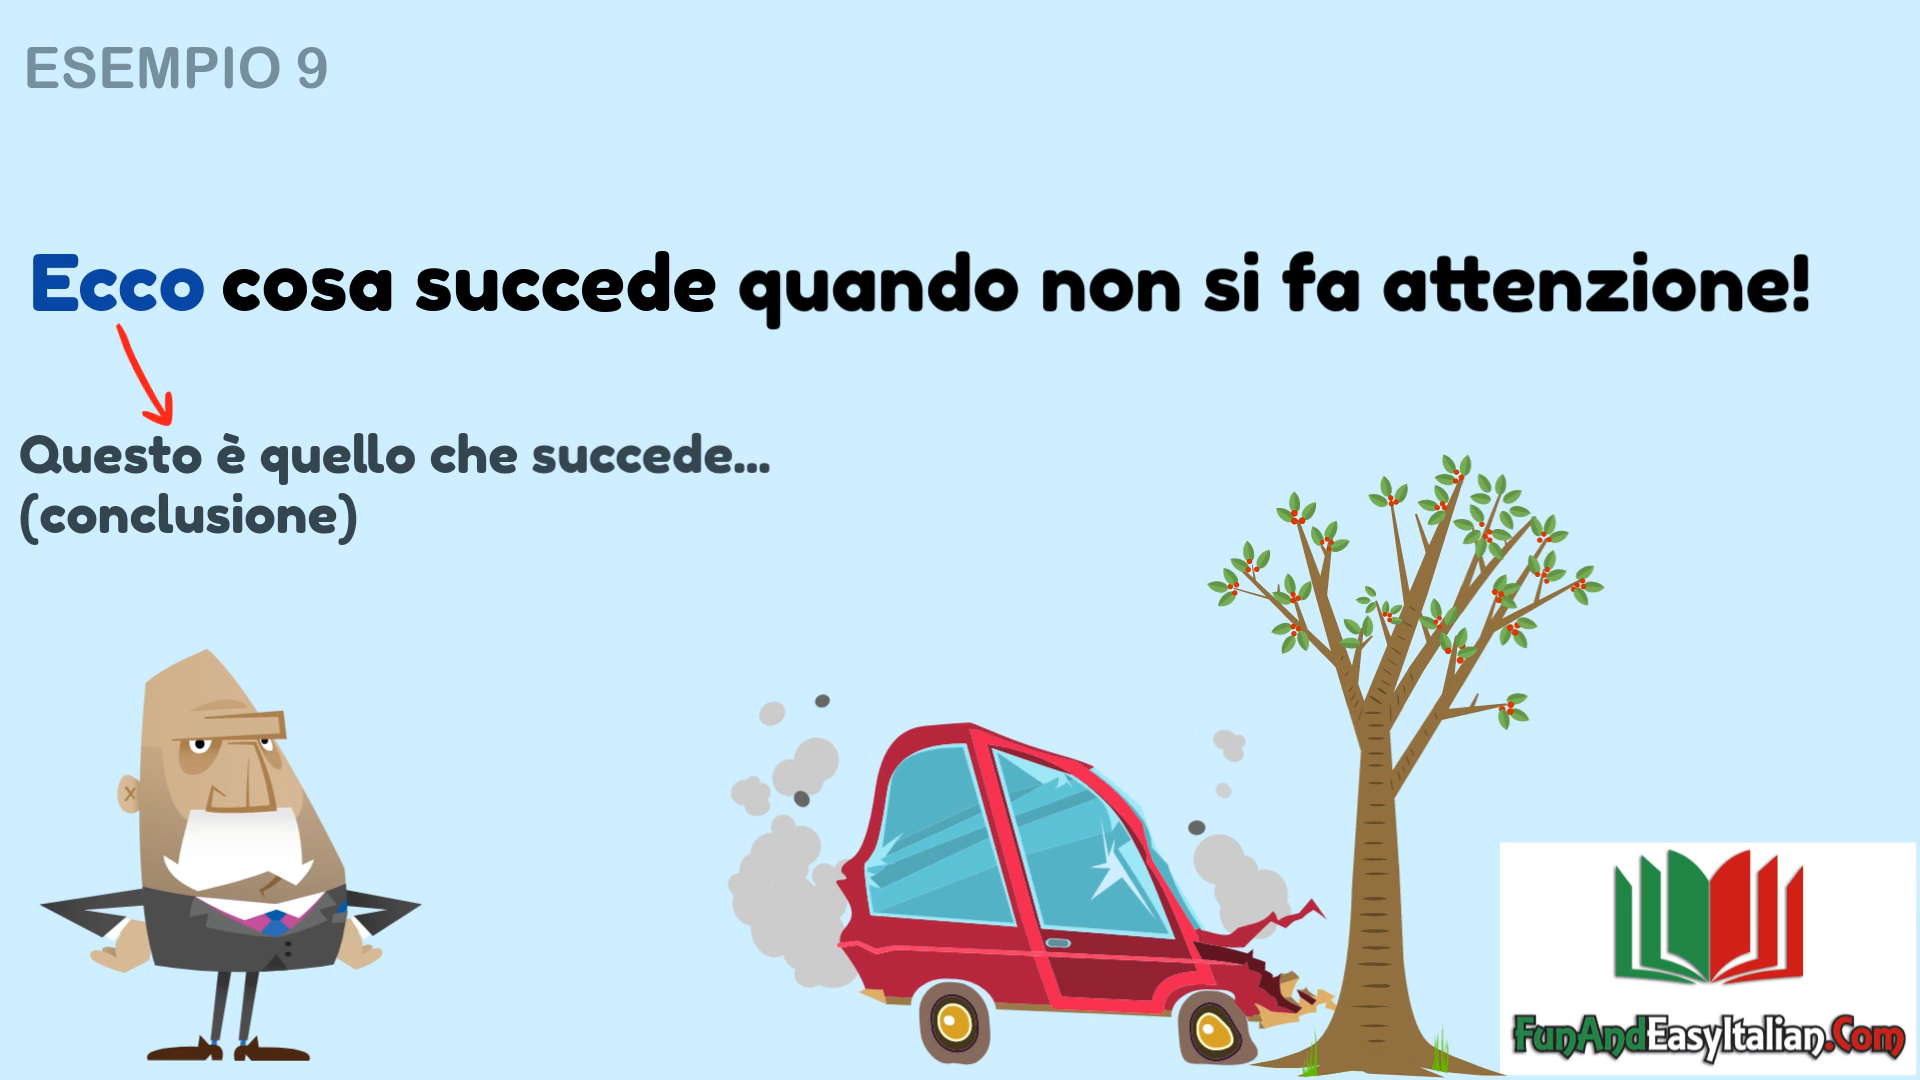 ESEMPIO 9
Ecco cosa succede quando non si fa attenzione!
Questo è quello che succede...
(conclusione)
FunAndEasyItalian.Com